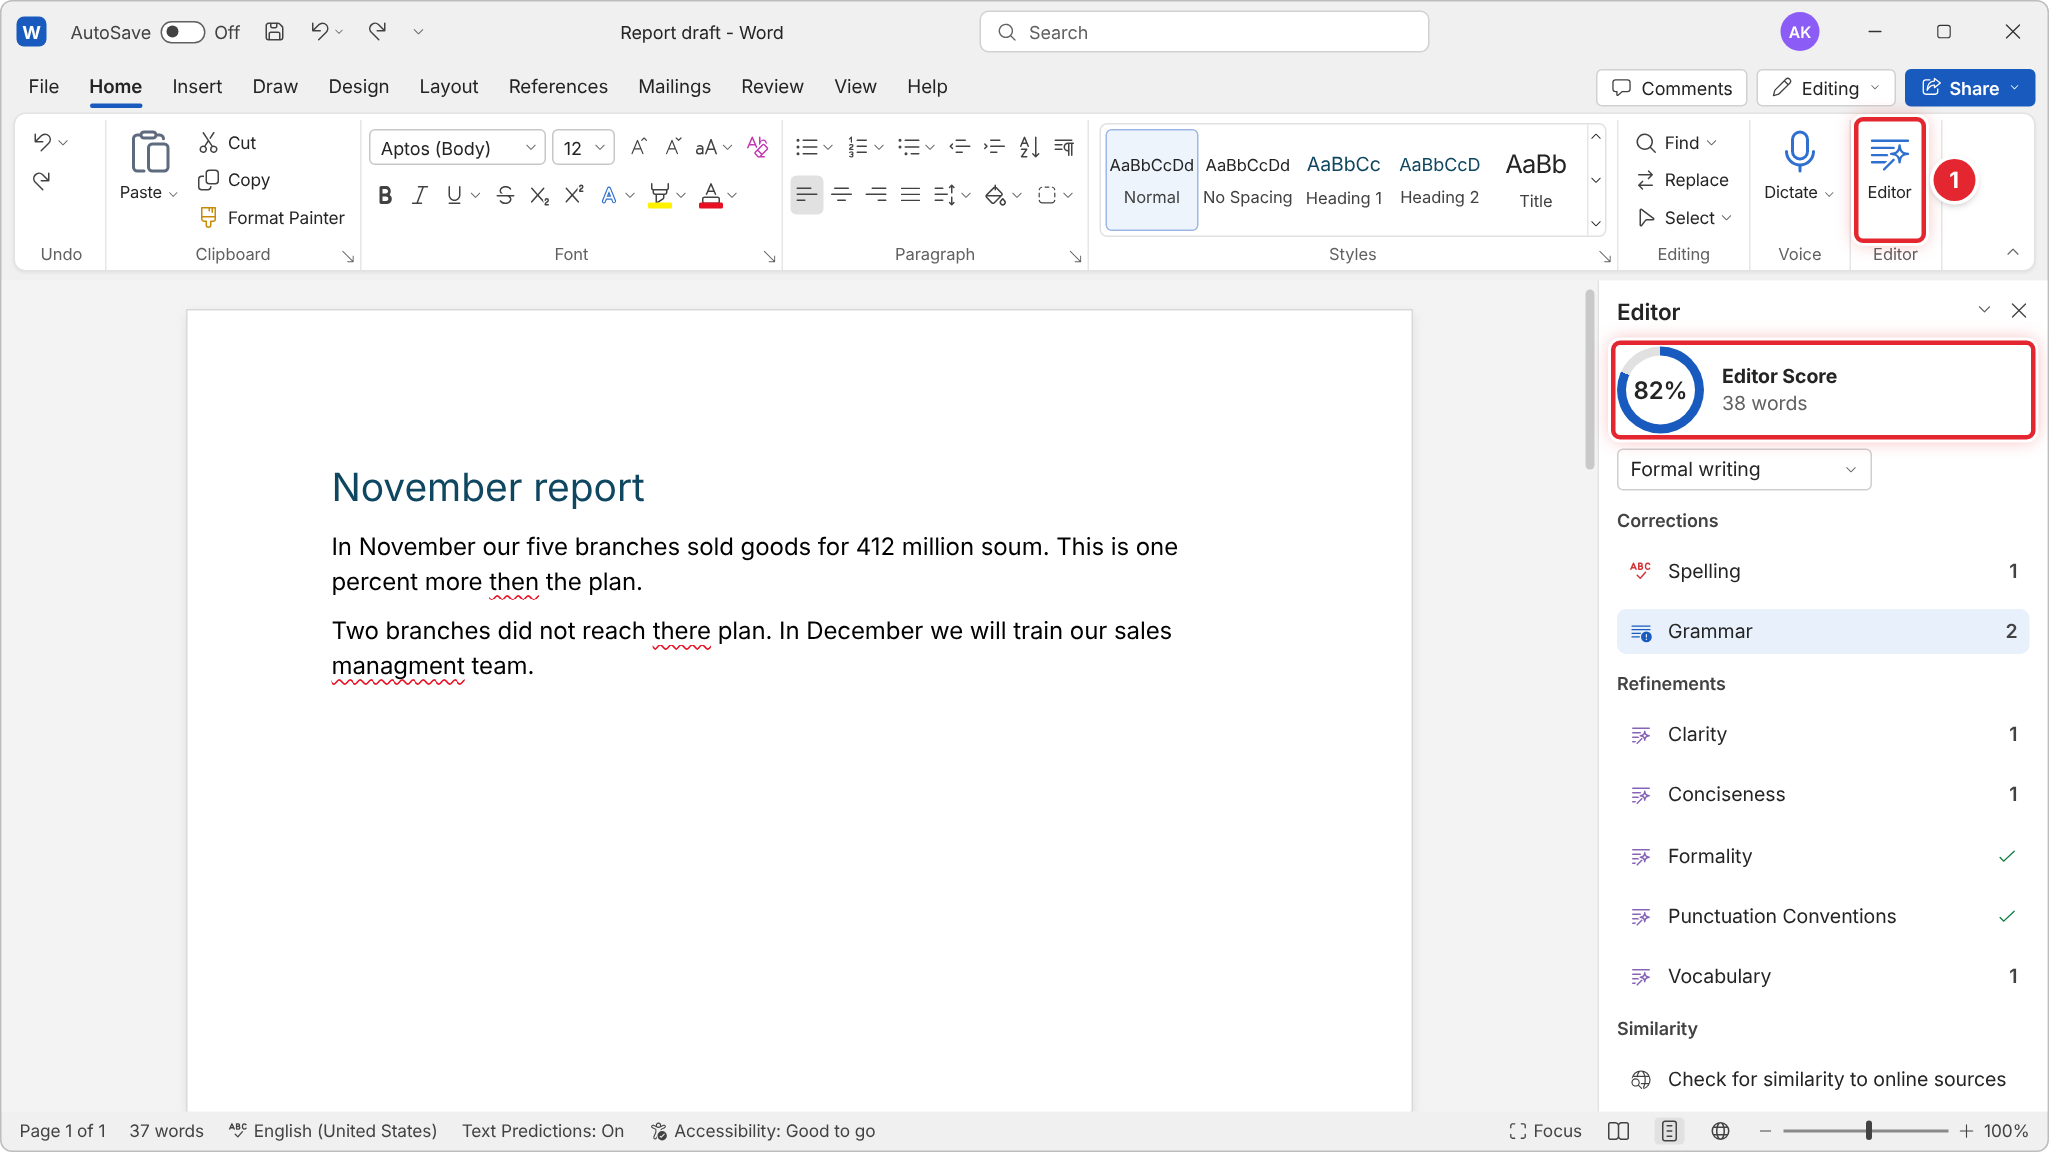 W AutoSave Off Report draft - Word Search AK
File Home Insert Draw Design Layout References Mailings Review View Help Comments Editing Share
Paste Cut Copy Format Painter
Undo Clipboard
Aptos (Body) 12
Font
Paragraph
AaBbCcDd AaBbCcDd AaBbCc AaBbCcD AaBb
Normal No Spacing Heading 1 Heading 2 Title
Styles
Find
Replace
Select
Editing
Dictate
Voice
Editor
Editor
1
November report
In November our five branches sold goods for 412 million soum. This is one
percent more then the plan.
Two branches did not reach there plan. In December we will train our sales
managment team.
Editor
82% Editor Score
38 words
Formal writing
Corrections
Spelling 1
Grammar 2
Refinements
Clarity 1
Conciseness 1
Formality
Punctuation Conventions
Vocabulary 1
Similarity
Check for similarity to online sources
Page 1 of 1 37 words English (United States) Text Predictions: On Accessibility: Good to go Focus 100%